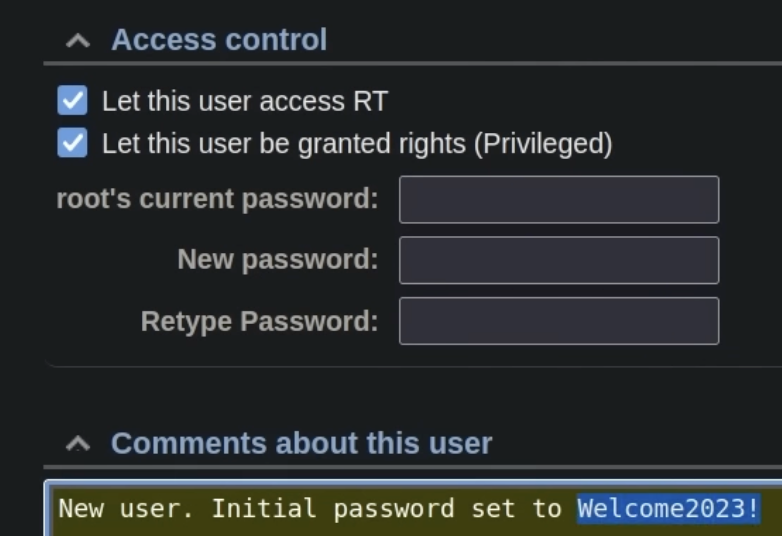 Access control
Let this user access RT
Let this user be granted rights (Privileged)
root's current password:
New password:
Retype Password:
Comments about this user
New user. Initial password set to Welcome2023!